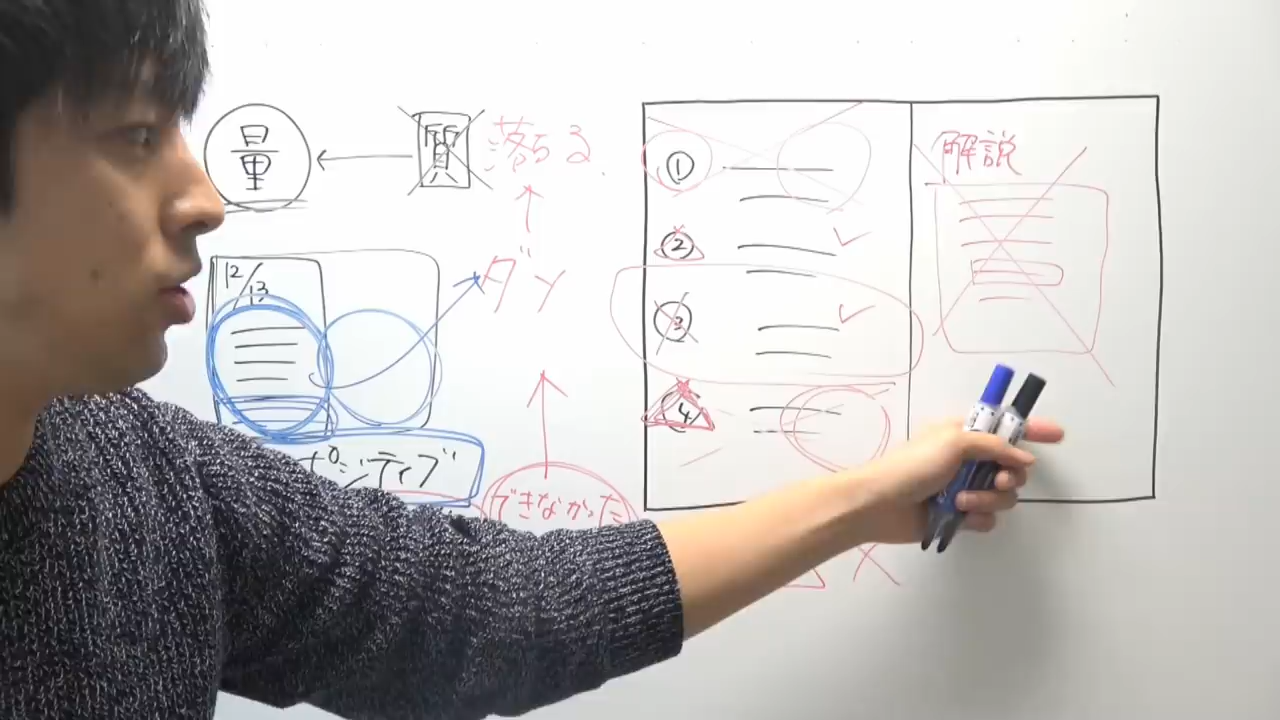 量
質
落ちる
ダメ
12/13
ポジティブ
できなかった
①
②
③
④
解説